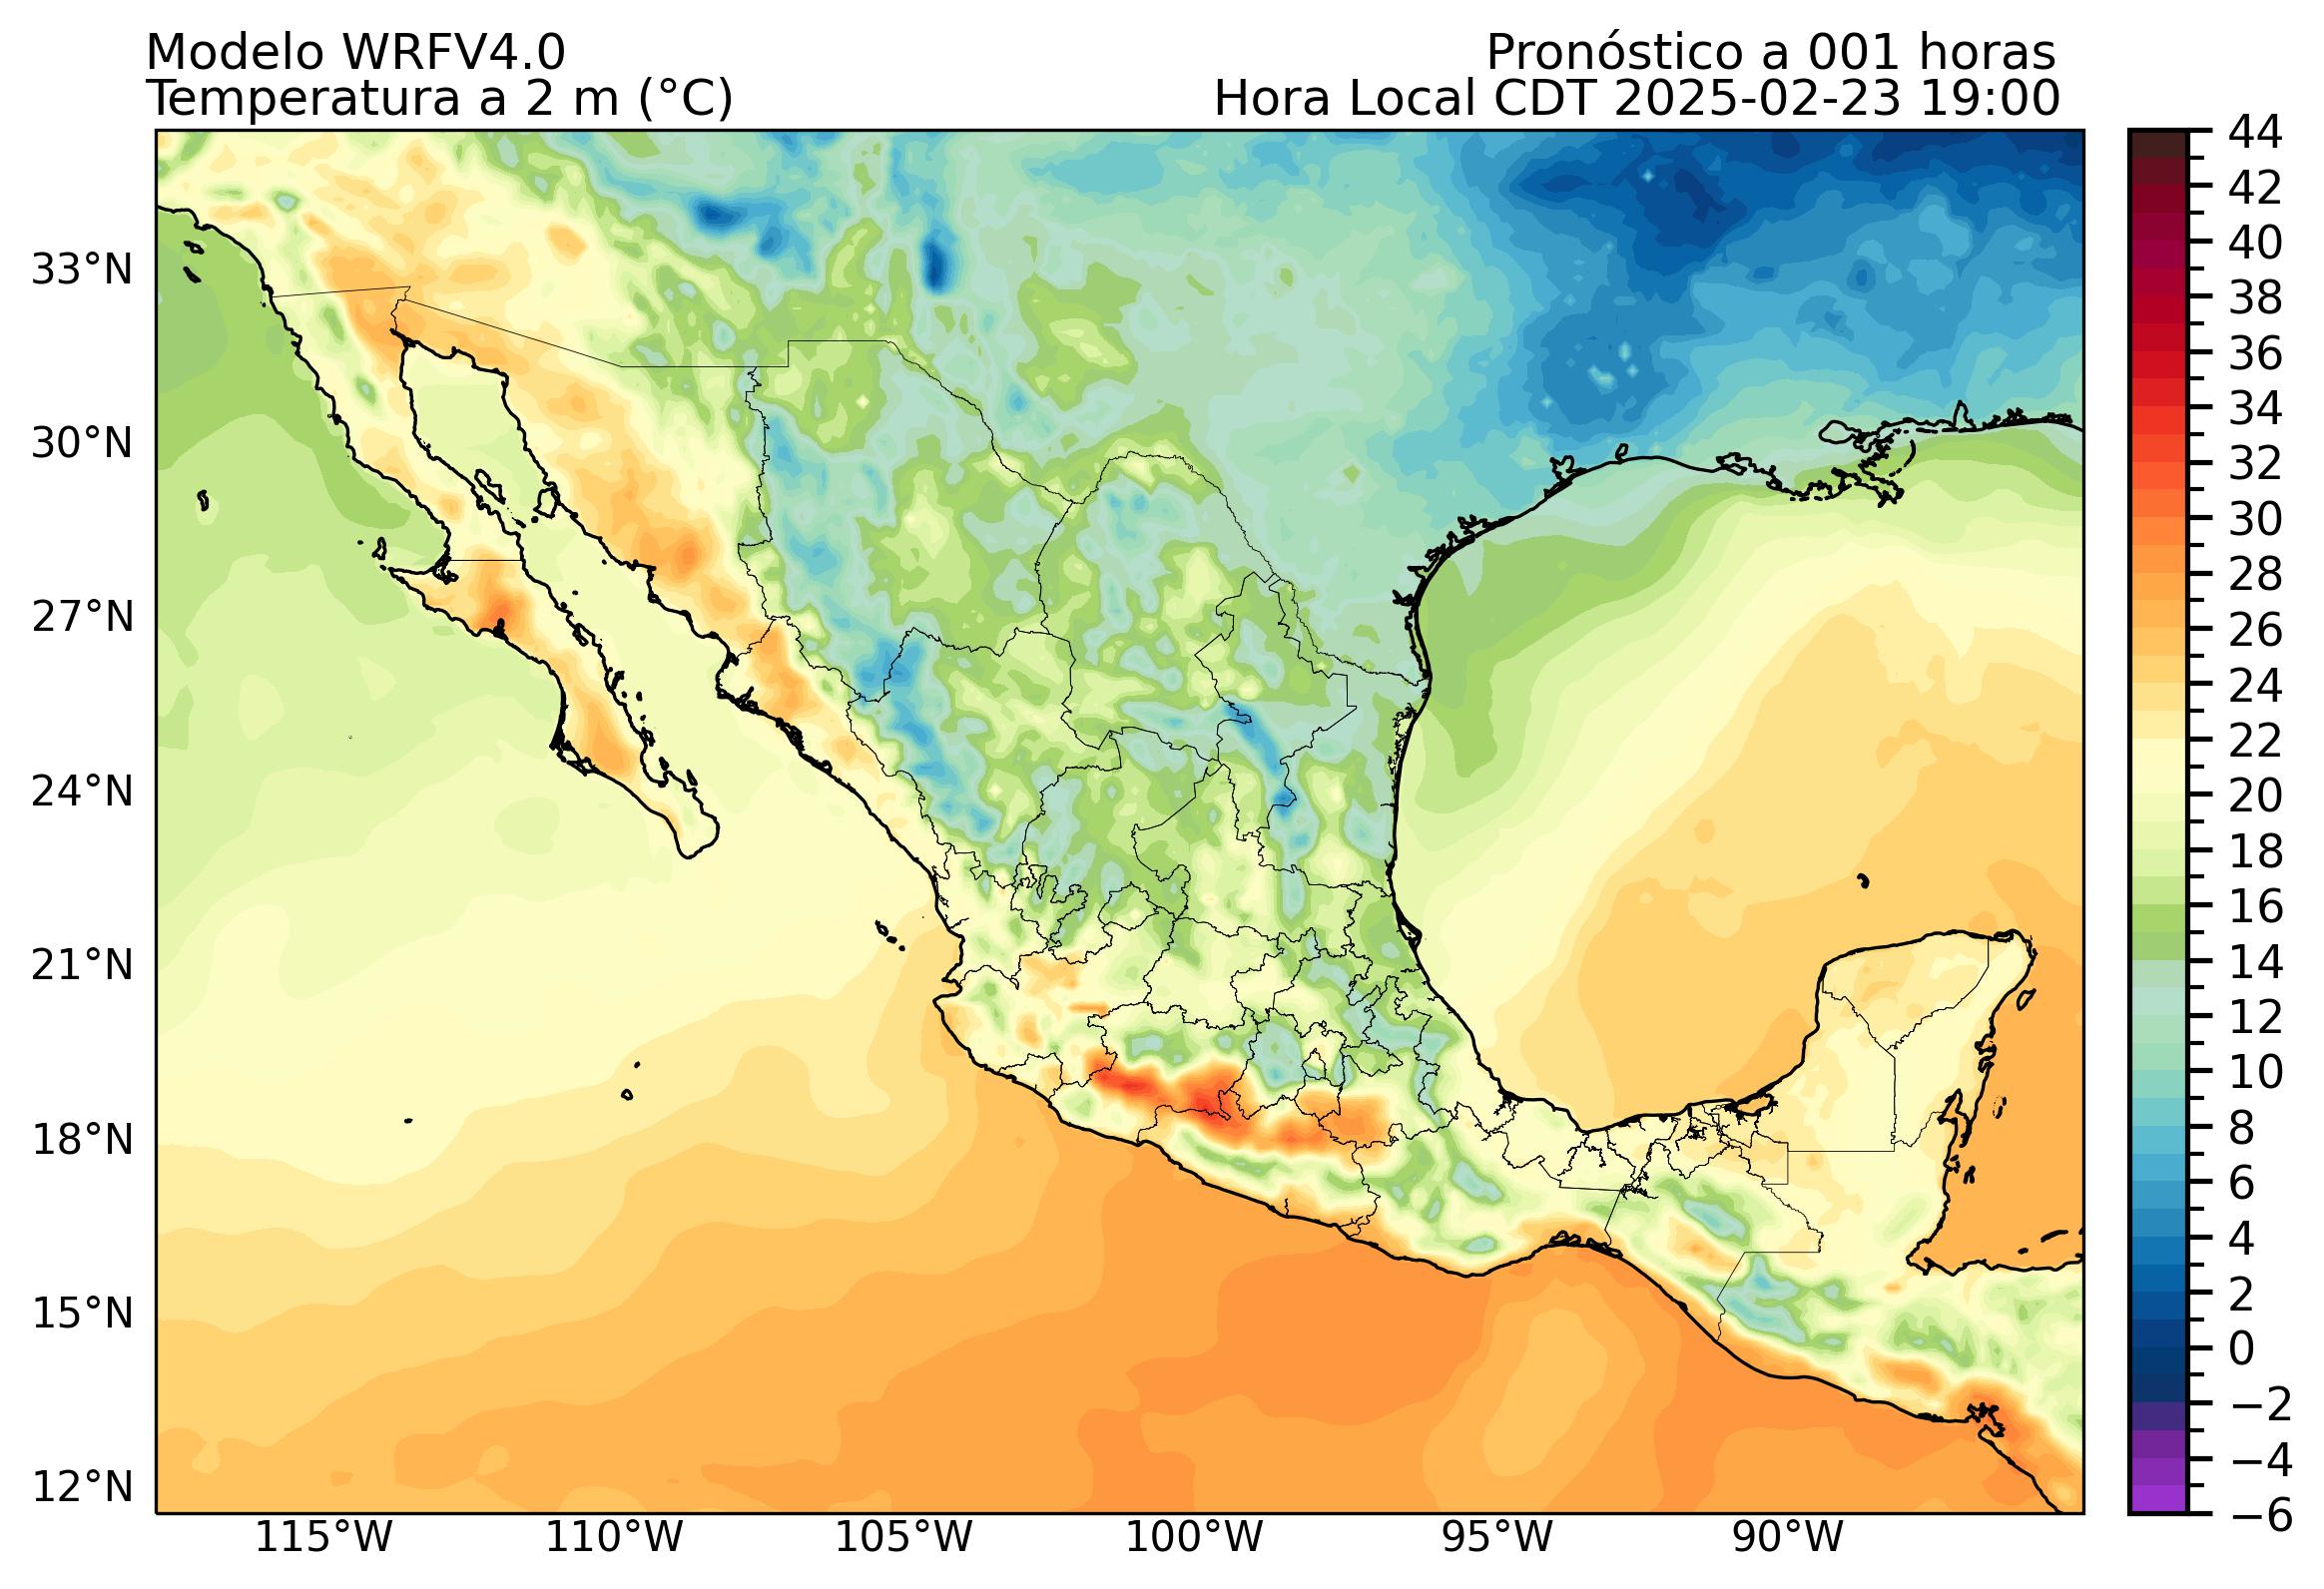 Modelo WRFV4.0
Temperatura a 2 m (°C)
Pronóstico a 001 horas
Hora Local CDT 2025-02-23 19:00
33°N
30°N
27°N
24°N
21°N
18°N
15°N
12°N
115°W
110°W
105°W
100°W
95°W
90°W
44
42
40
38
36
34
32
30
28
26
24
22
20
18
16
14
12
10
8
6
4
2
0
−2
−4
−6